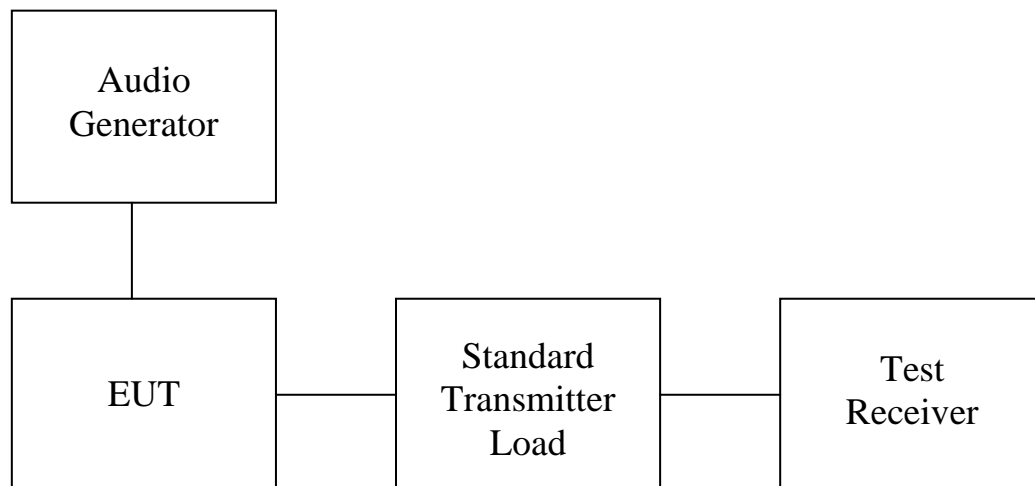 Audio
Generator
EUT
Standard
Transmitter
Load
Test
Receiver